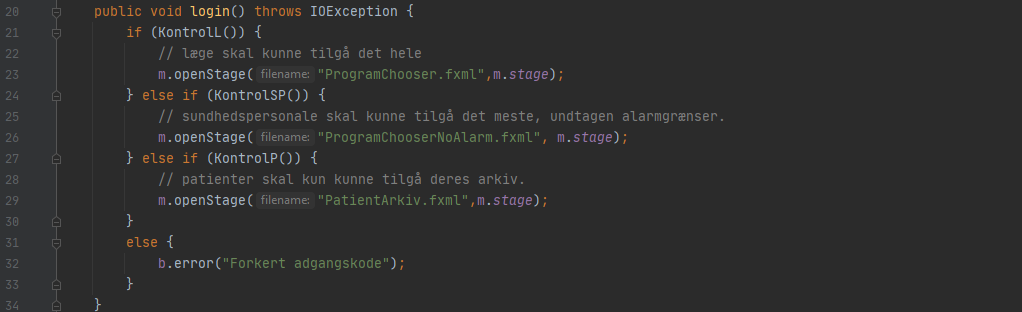 20 public void login() throws IOException {
21 if (KontrolL()) {
22 // læge skal kunne tilgå det hele
23 m.openStage( filename: "ProgramChooser.fxml",m.stage);
24 } else if (KontrolSP()) {
25 // sundhedspersonale skal kunne tilgå det meste, undtagen alarmgrænser.
26 m.openStage( filename: "ProgramChooserNoAlarm.fxml", m.stage);
27 } else if (KontrolP()) {
28 // patienter skal kun kunne tilgå deres arkiv.
29 m.openStage( filename: "PatientArkiv.fxml",m.stage);
30 }
31 else {
32 b.error("Forkert adgangskode");
33 }
34 }